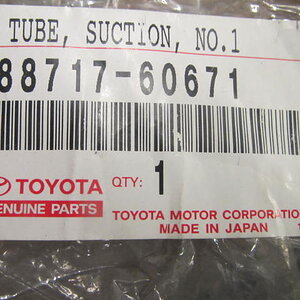 TUBE, SUCTION, NO.1
88717-60671
TOYOTA
GENUINE PARTS
QTY: 1
TOYOTA MOTOR CORPORATION
MADE IN JAPAN